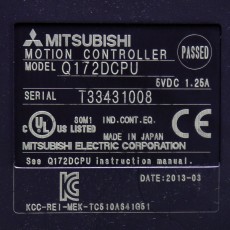 MITSUBISHI
MOTION CONTROLLER
PASSED
MODEL Q172DCPU
5VDC 1.25A
SERIAL T33431008
C UL US LISTED 80M1 IND.CONT.EQ.
MADE IN JAPAN
MITSUBISHI ELECTRIC CORPORATION
See Q172DCPU instruction manual.
DATE:2013-03
KCC-REI-MEK-TC510A641G51